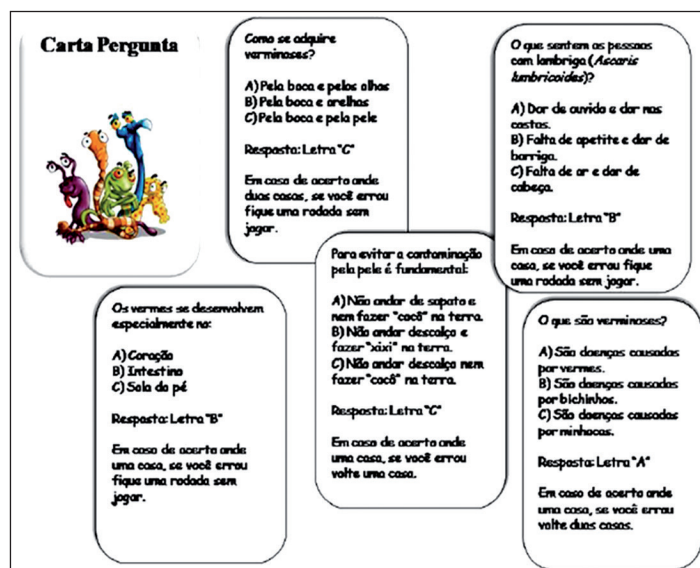 Carta Pergunta
Como se adquire
verminoses?
A) Pela boca e pelos olhos
B) Pela boca e orelhas
C) Pela boca e pela pele
Resposta: Letra "C"
Em caso de acerto ande
duas casas, se você errou
fique uma rodada sem
jogar.
O que sentem as pessoas
com lombriga (Ascaris
lumbricoides)?
A) Dor de ouvido e dor nas
costas.
B) Falta de apetite e dor de
barriga.
C) Falta de ar e dor de
cabeça.
Resposta: Letra "B"
Em caso de acerto ande uma
casa, se você errou fique
uma rodada sem jogar.
Para evitar a contaminação
pela pele é fundamental:
A) Não andar de sapato e
nem fazer "cocô" na terra.
B) Não andar descalço e
fazer "xixi" na terra.
C) Não andar descalço nem
fazer "cocô" na terra.
Resposta: Letra "C"
Em caso de acerto ande
uma casa, se você errou
volte uma casa.
Os vermes se desenvolvem
especialmente no:
A) Coração
B) Intestino
C) Sola do pé
Resposta: Letra "B"
Em caso de acerto ande
uma casa, se você errou
fique uma rodada sem
jogar.
O que são verminoses?
A) São doenças causadas
por vermes.
B) São doenças causadas
por bichinhos.
C) São doenças causadas
por minhocas.
Resposta: Letra "A"
Em caso de acerto ande
uma casa, se você errou
volte duas casas.